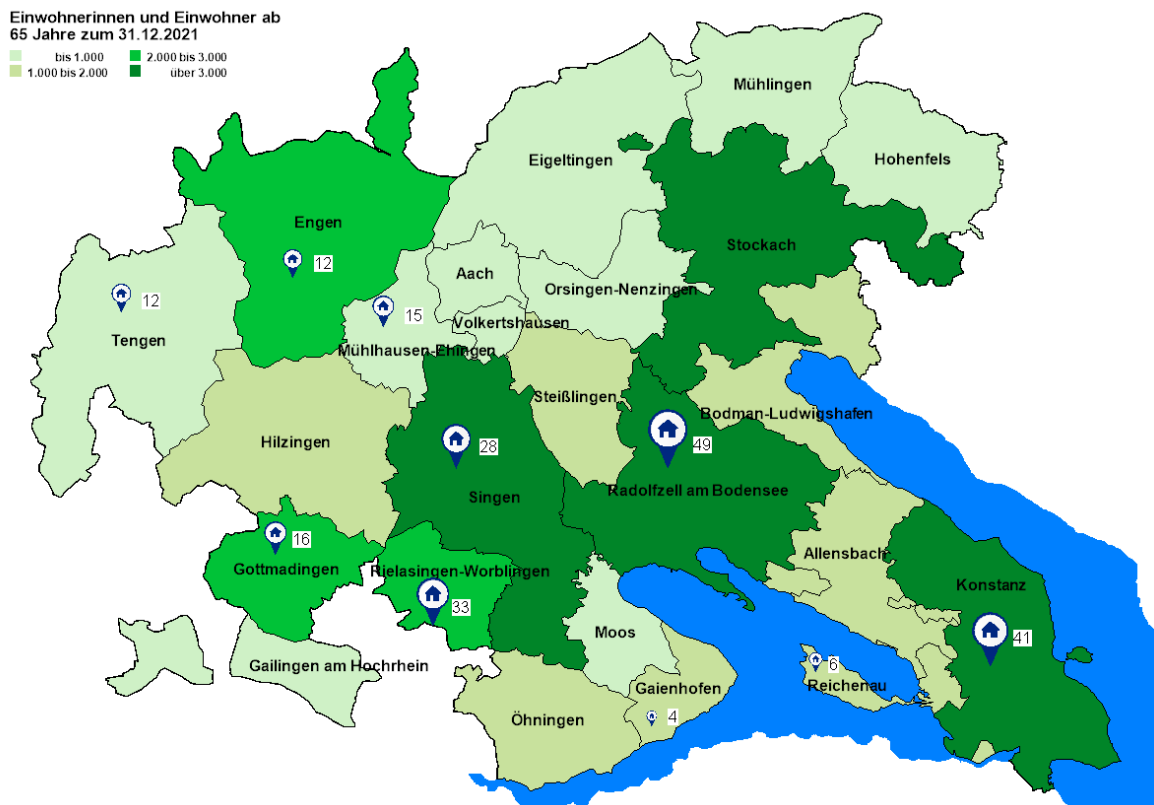 Einwohnerinnen und Einwohner ab
65 Jahre zum 31.12.2021
bis 1.000
2.000 bis 3.000
1.000 bis 2.000
über 3.000
Mühlingen
Eigeltingen
Hohenfels
Engen
Stockach
12
Aach
Orsingen-Nenzingen
12
15
Volkertshausen
Tengen
Mühlhausen-Ehingen
Steißlingen
Bodman-Ludwigshafen
Hilzingen
28
49
Singen
Radolfzell am Bodensee
16
Allensbach
Gottmadingen
Rielasingen-Worblingen
Konstanz
33
Moos
41
Gailingen am Hochrhein
6
Reichenau
Gaienhofen
4
Öhningen